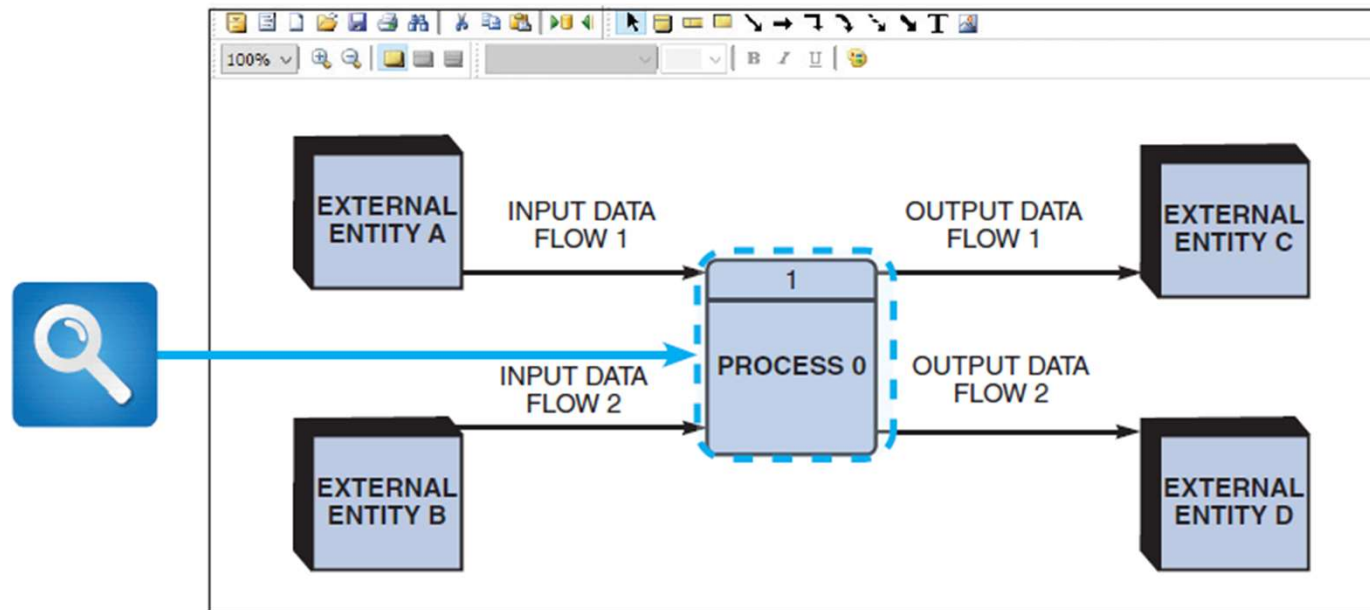 100%
B I U
T
EXTERNAL
ENTITY A
INPUT DATA
FLOW 1
OUTPUT DATA
FLOW 1
EXTERNAL
ENTITY C
1
PROCESS 0
INPUT DATA
FLOW 2
OUTPUT DATA
FLOW 2
EXTERNAL
ENTITY B
EXTERNAL
ENTITY D